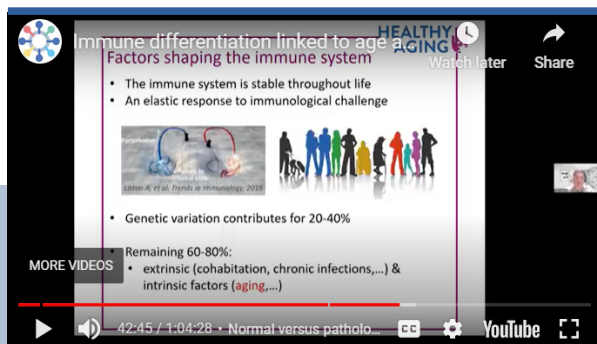 Immune differentiation linked to age a...
HEALTHY
AGING
Watch later
Share
Factors shaping the immune system
• The immune system is stable throughout life
• An elastic response to immunological challenge
Liston A, et al, Trends in Immunology, 2016
• Genetic variation contributes for 20-40%
• Remaining 60-80%:
MORE VIDEOS
• extrinsic (cohabitation, chronic infections,...) &
intrinsic factors (aging,...)
42:45 / 1:04:28 • Normal versus patholo...
CC
YouTube